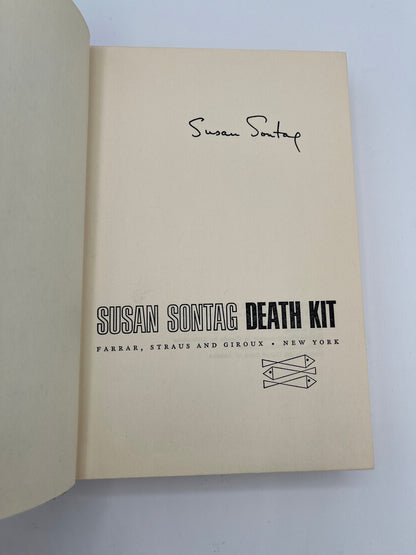 Susan Sontag
SUSAN SONTAG DEATH KIT
FARRAR, STRAUS AND GIROUX • NEW YORK